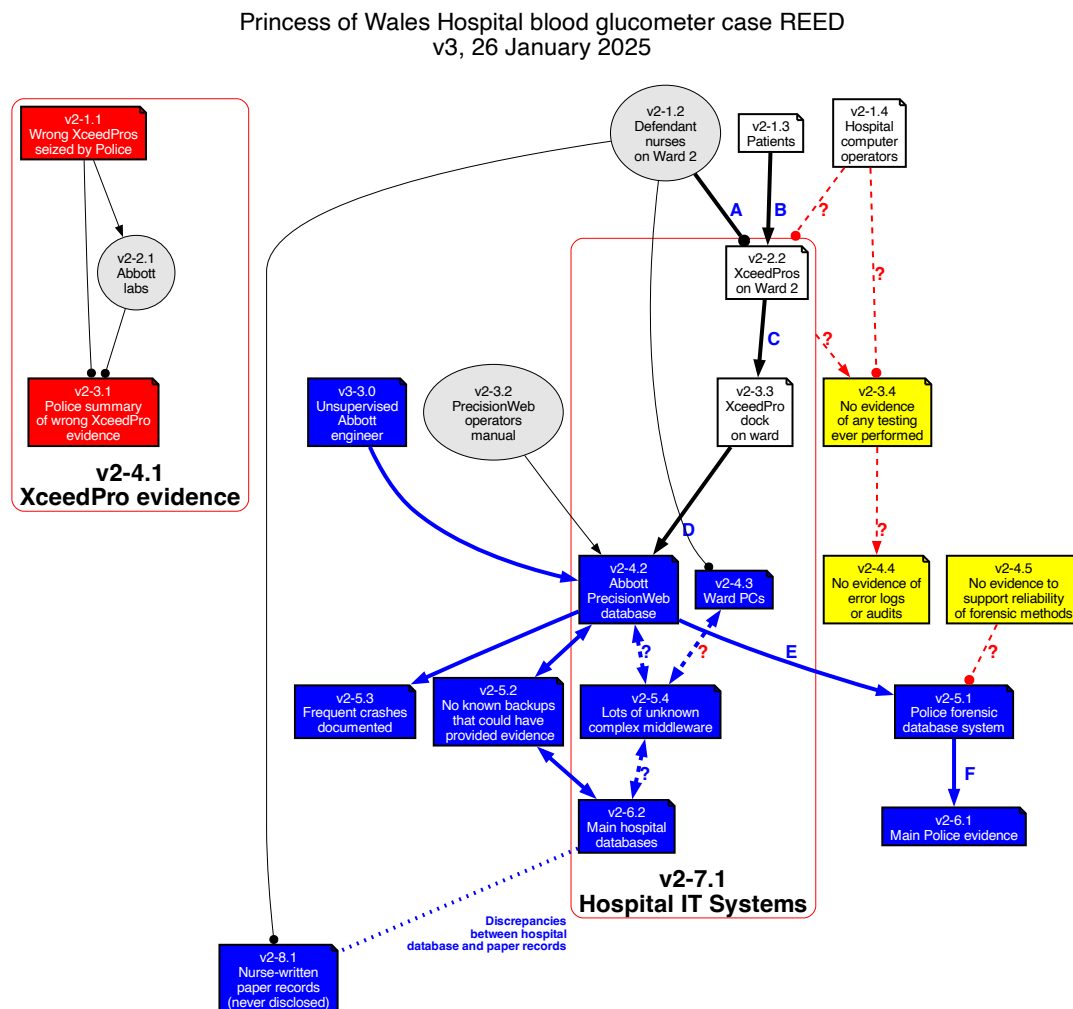 Princess of Wales Hospital blood glucometer case REED
v3, 26 January 2025
v2-1.1
Wrong XceedPros
seized by Police
v2-1.2
Defendant
nurses
on Ward 2
v2-1.3
Patients
v2-1.4
Hospital
computer
operators
A
B
?
v2-2.1
Abbott
labs
v2-2.2
XceedPros
on Ward 2
?
C
?
v2-3.1
Police summary
of wrong XceedPro
evidence
v3-3.0
Unsupervised
Abbott
engineer
v2-3.2
PrecisionWeb
operators
manual
v2-3.3
XceedPro
dock
on ward
v2-3.4
No evidence
of any testing
ever performed
v2-4.1
XceedPro evidence
D
?
v2-4.2
Abbott
PrecisionWeb
database
v2-4.3
Ward PCs
v2-4.4
No evidence of
error logs
or audits
v2-4.5
No evidence to
support reliability
of forensic methods
?
?
E
?
v2-5.3
Frequent crashes
documented
v2-5.2
No known backups
that could have
provided evidence
v2-5.4
Lots of unknown
complex middleware
v2-5.1
Police forensic
database system
?
F
v2-6.2
Main hospital
databases
v2-6.1
Main Police evidence
v2-7.1
Hospital IT Systems
Discrepancies
between hospital
database and paper records
v2-8.1
Nurse-written
paper records
(never disclosed)